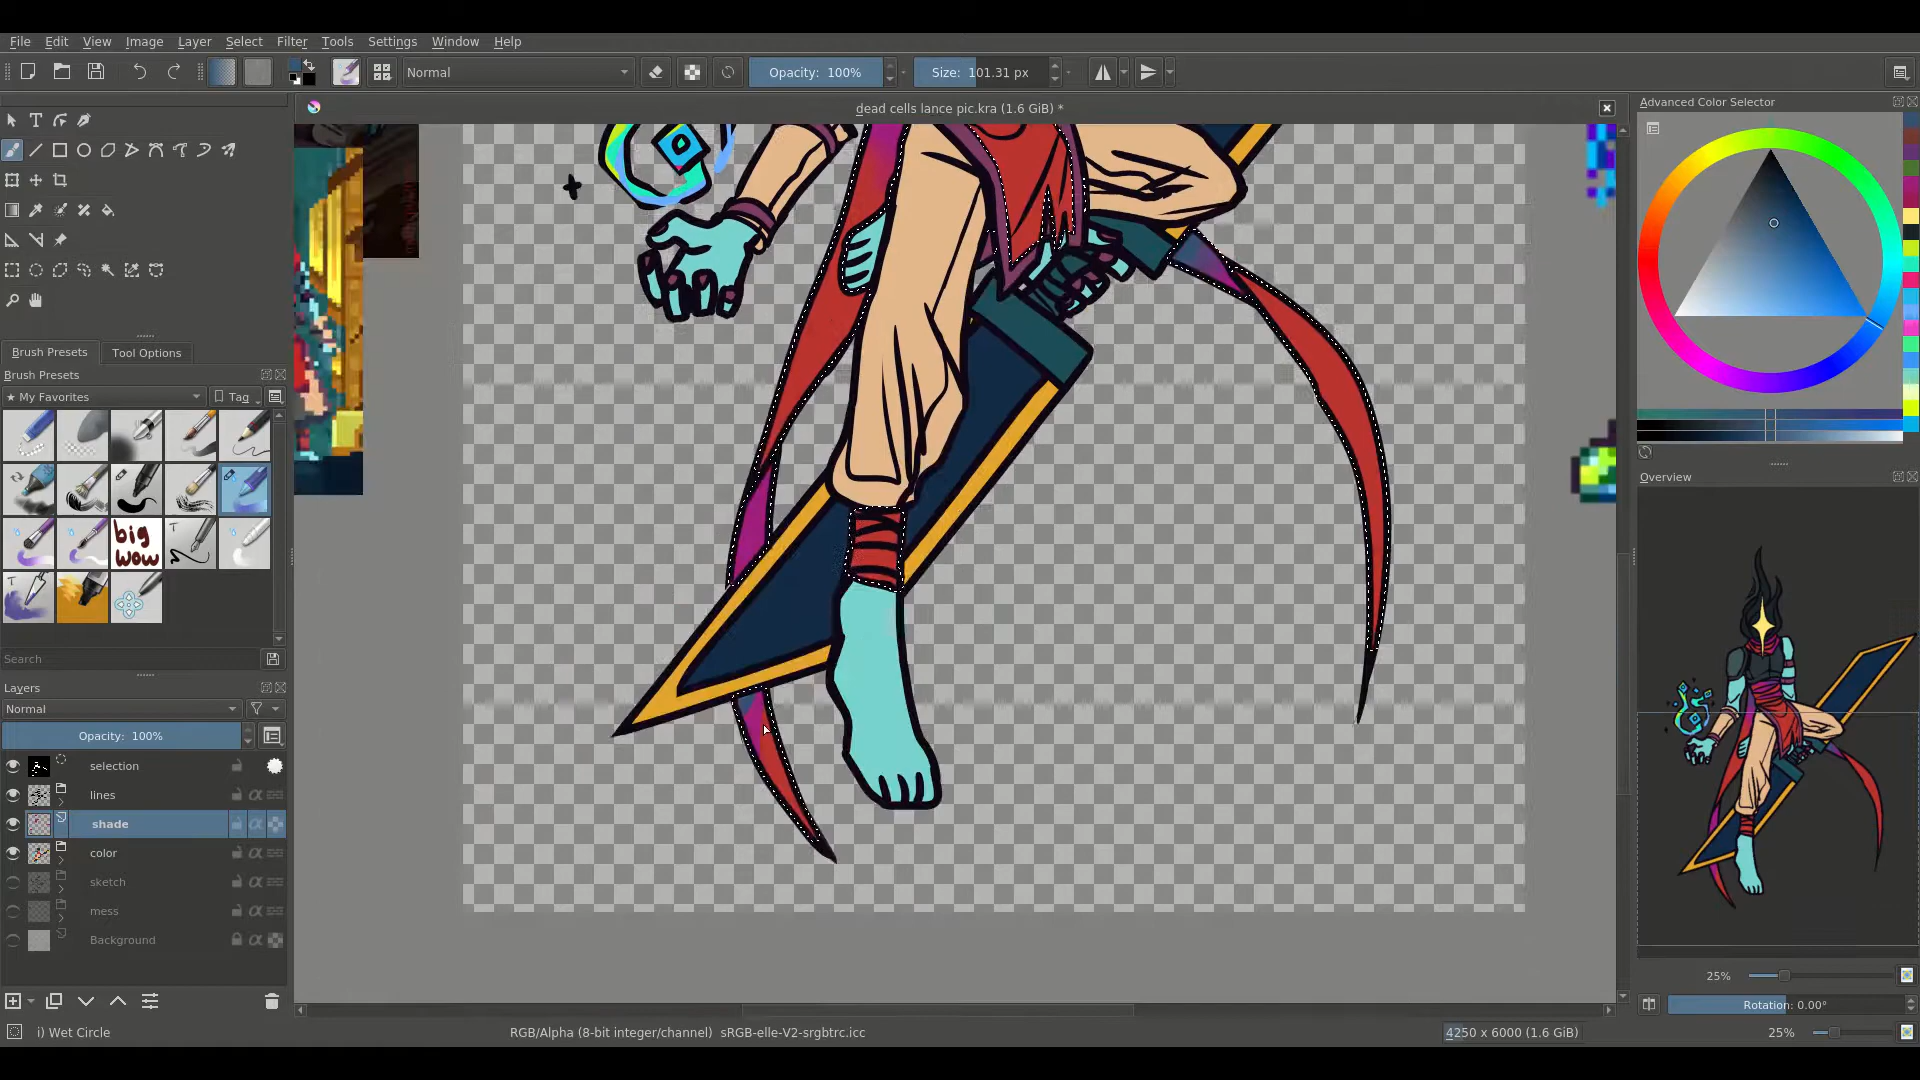 File Edit View Image Layer Select Filter Tools Settings Window Help
Normal Opacity: 100% Size: 101.31 px
dead cells lance pic.kra (1.6 GiB) *
Advanced Color Selector
Brush Presets Tool Options
Brush Presets
★ My Favorites Tag
big
wow
T
T
Search
Layers
Normal
Opacity: 100%
selection
lines
shade
color
sketch
mess
Background
Overview
25%
Rotation: 0.00°
i) Wet Circle RGB/Alpha (8-bit integer/channel) sRGB-elle-V2-srgbtrc.icc 4250 x 6000 (1.6 GiB) 25%